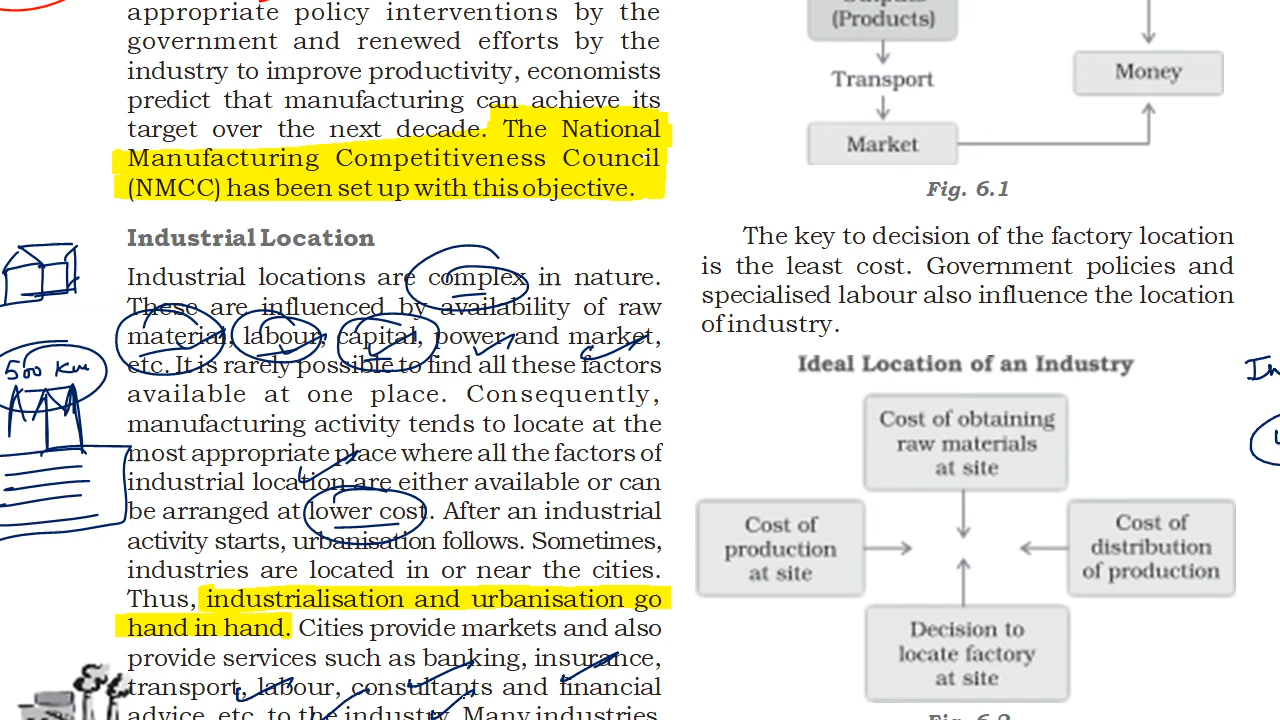 appropriate policy interventions by the
government and renewed efforts by the
industry to improve productivity, economists
predict that manufacturing can achieve its
target over the next decade. The National
Manufacturing Competitiveness Council
(NMCC) has been set up with this objective.
Industrial Location
Industrial locations are complex in nature.
These are influenced by availability of raw
material, labour, capital, power and market,
etc. It is rarely possible to find all these factors
available at one place. Consequently,
manufacturing activity tends to locate at the
most appropriate place where all the factors of
industrial location are either available or can
be arranged at lower cost. After an industrial
activity starts, urbanisation follows. Sometimes,
industries are located in or near the cities.
Thus, industrialisation and urbanisation go
hand in hand. Cities provide markets and also
provide services such as banking, insurance,
transport, labour, consultants and financial
advice, etc. to the industry. Many industries
500 km
(Products)
Transport
Market
Money
Fig. 6.1
The key to decision of the factory location
is the least cost. Government policies and
specialised labour also influence the location
of industry.
Ideal Location of an Industry
Cost of obtaining
raw materials
at site
Cost of
production
at site
Cost of
distribution
of production
Decision to
locate factory
at site